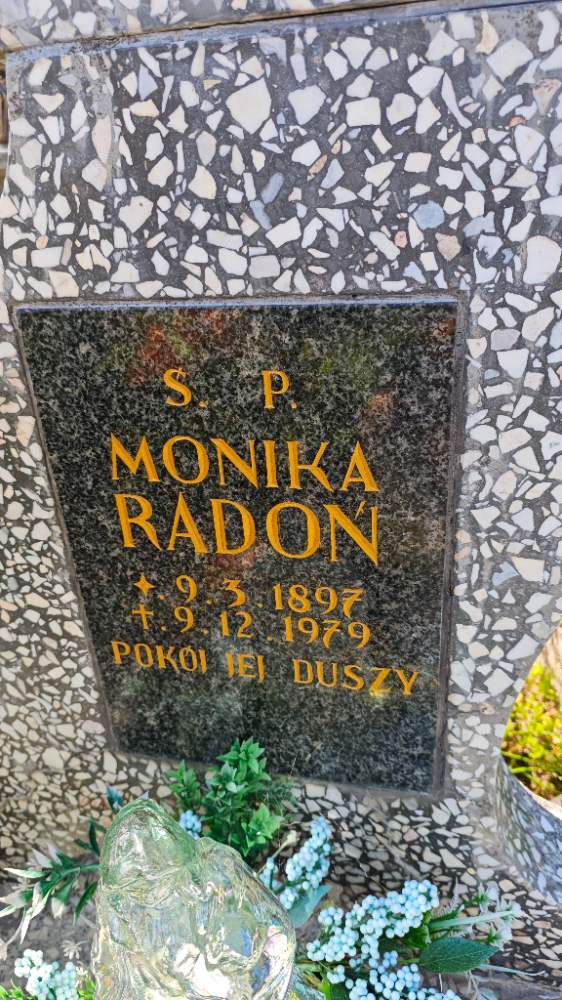 Ś. P.
MONIKA
RADOŃ
★. 9. 3. 1897
†. 9. 12. 1979
POKÓJ JEJ DUSZY